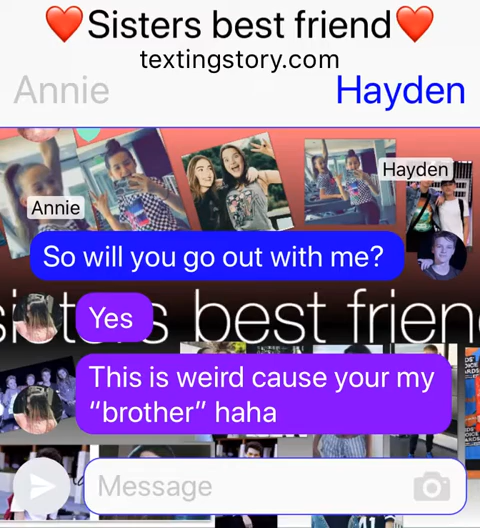 ❤️Sisters best friend❤️
textingstory.com
Annie Hayden
Hayden
Annie
So will you go out with me?
Yes
sisters best friend
This is weird cause your my
“brother” haha
Message